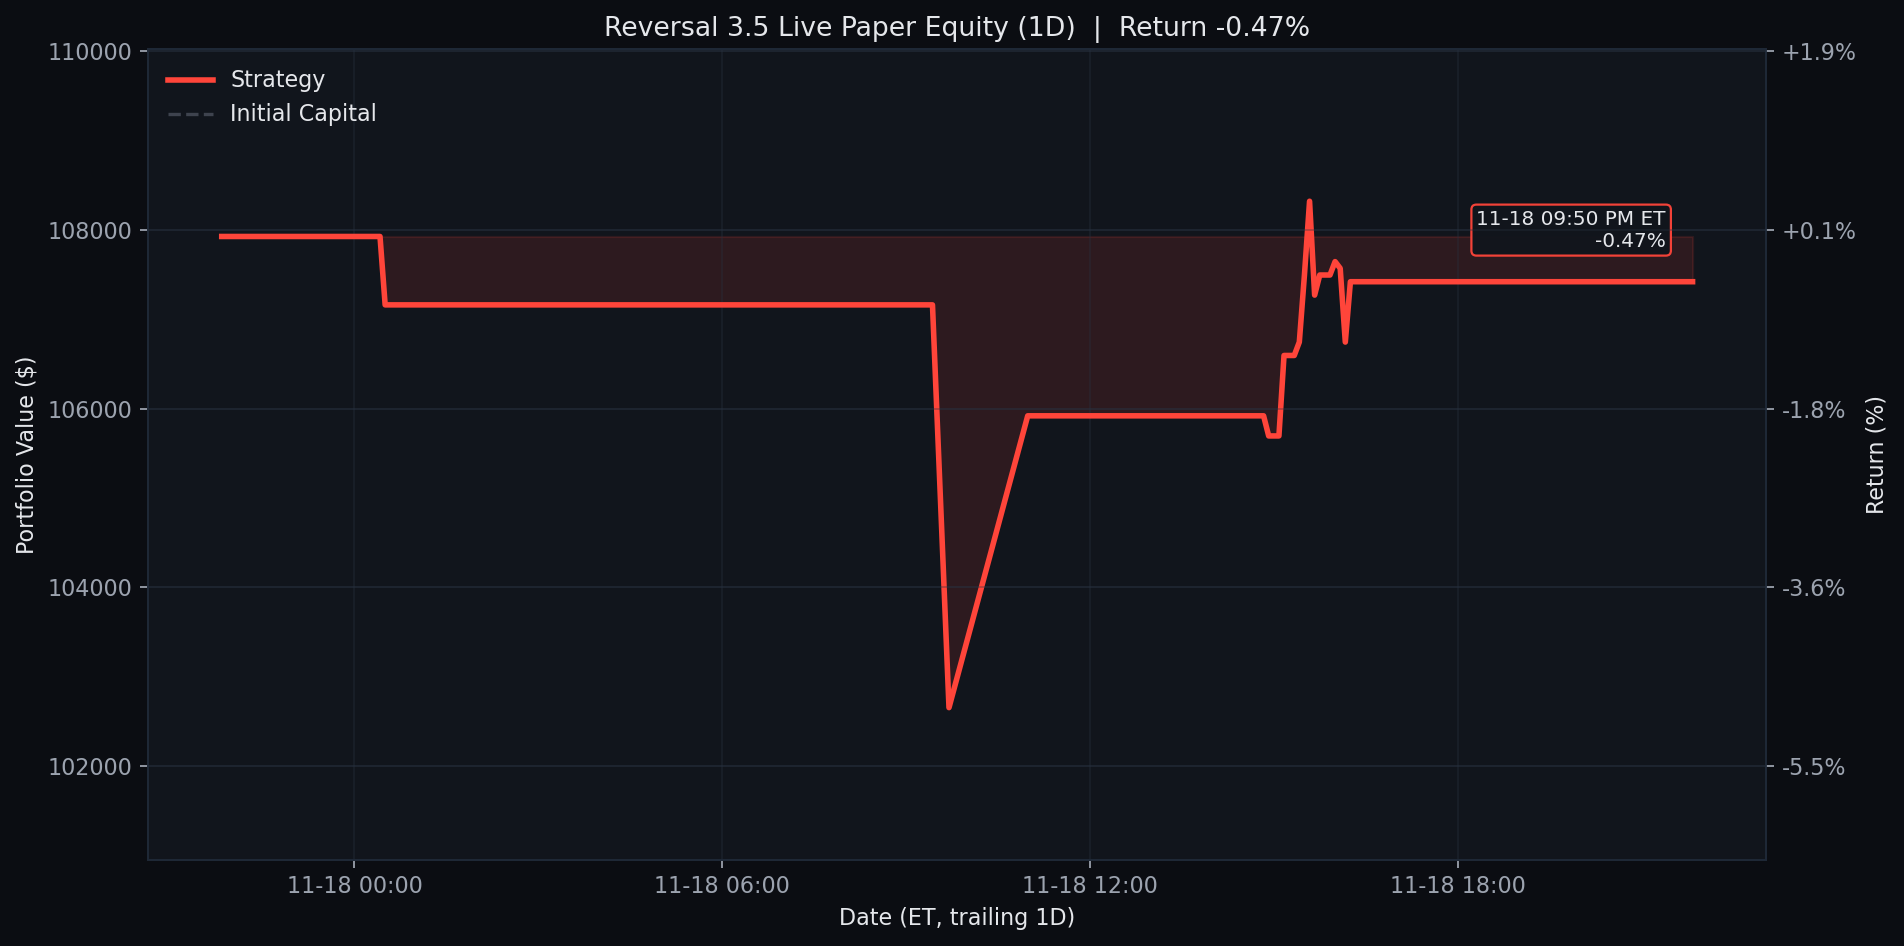 Reversal 3.5 Live Paper Equity (1D) | Return -0.47%
Strategy
Initial Capital
110000
108000
106000
104000
102000
Portfolio Value ($)
+1.9%
+0.1%
-1.8%
-3.6%
-5.5%
Return (%)
11-18 09:50 PM ET
-0.47%
11-18 00:00
11-18 06:00
11-18 12:00
11-18 18:00
Date (ET, trailing 1D)